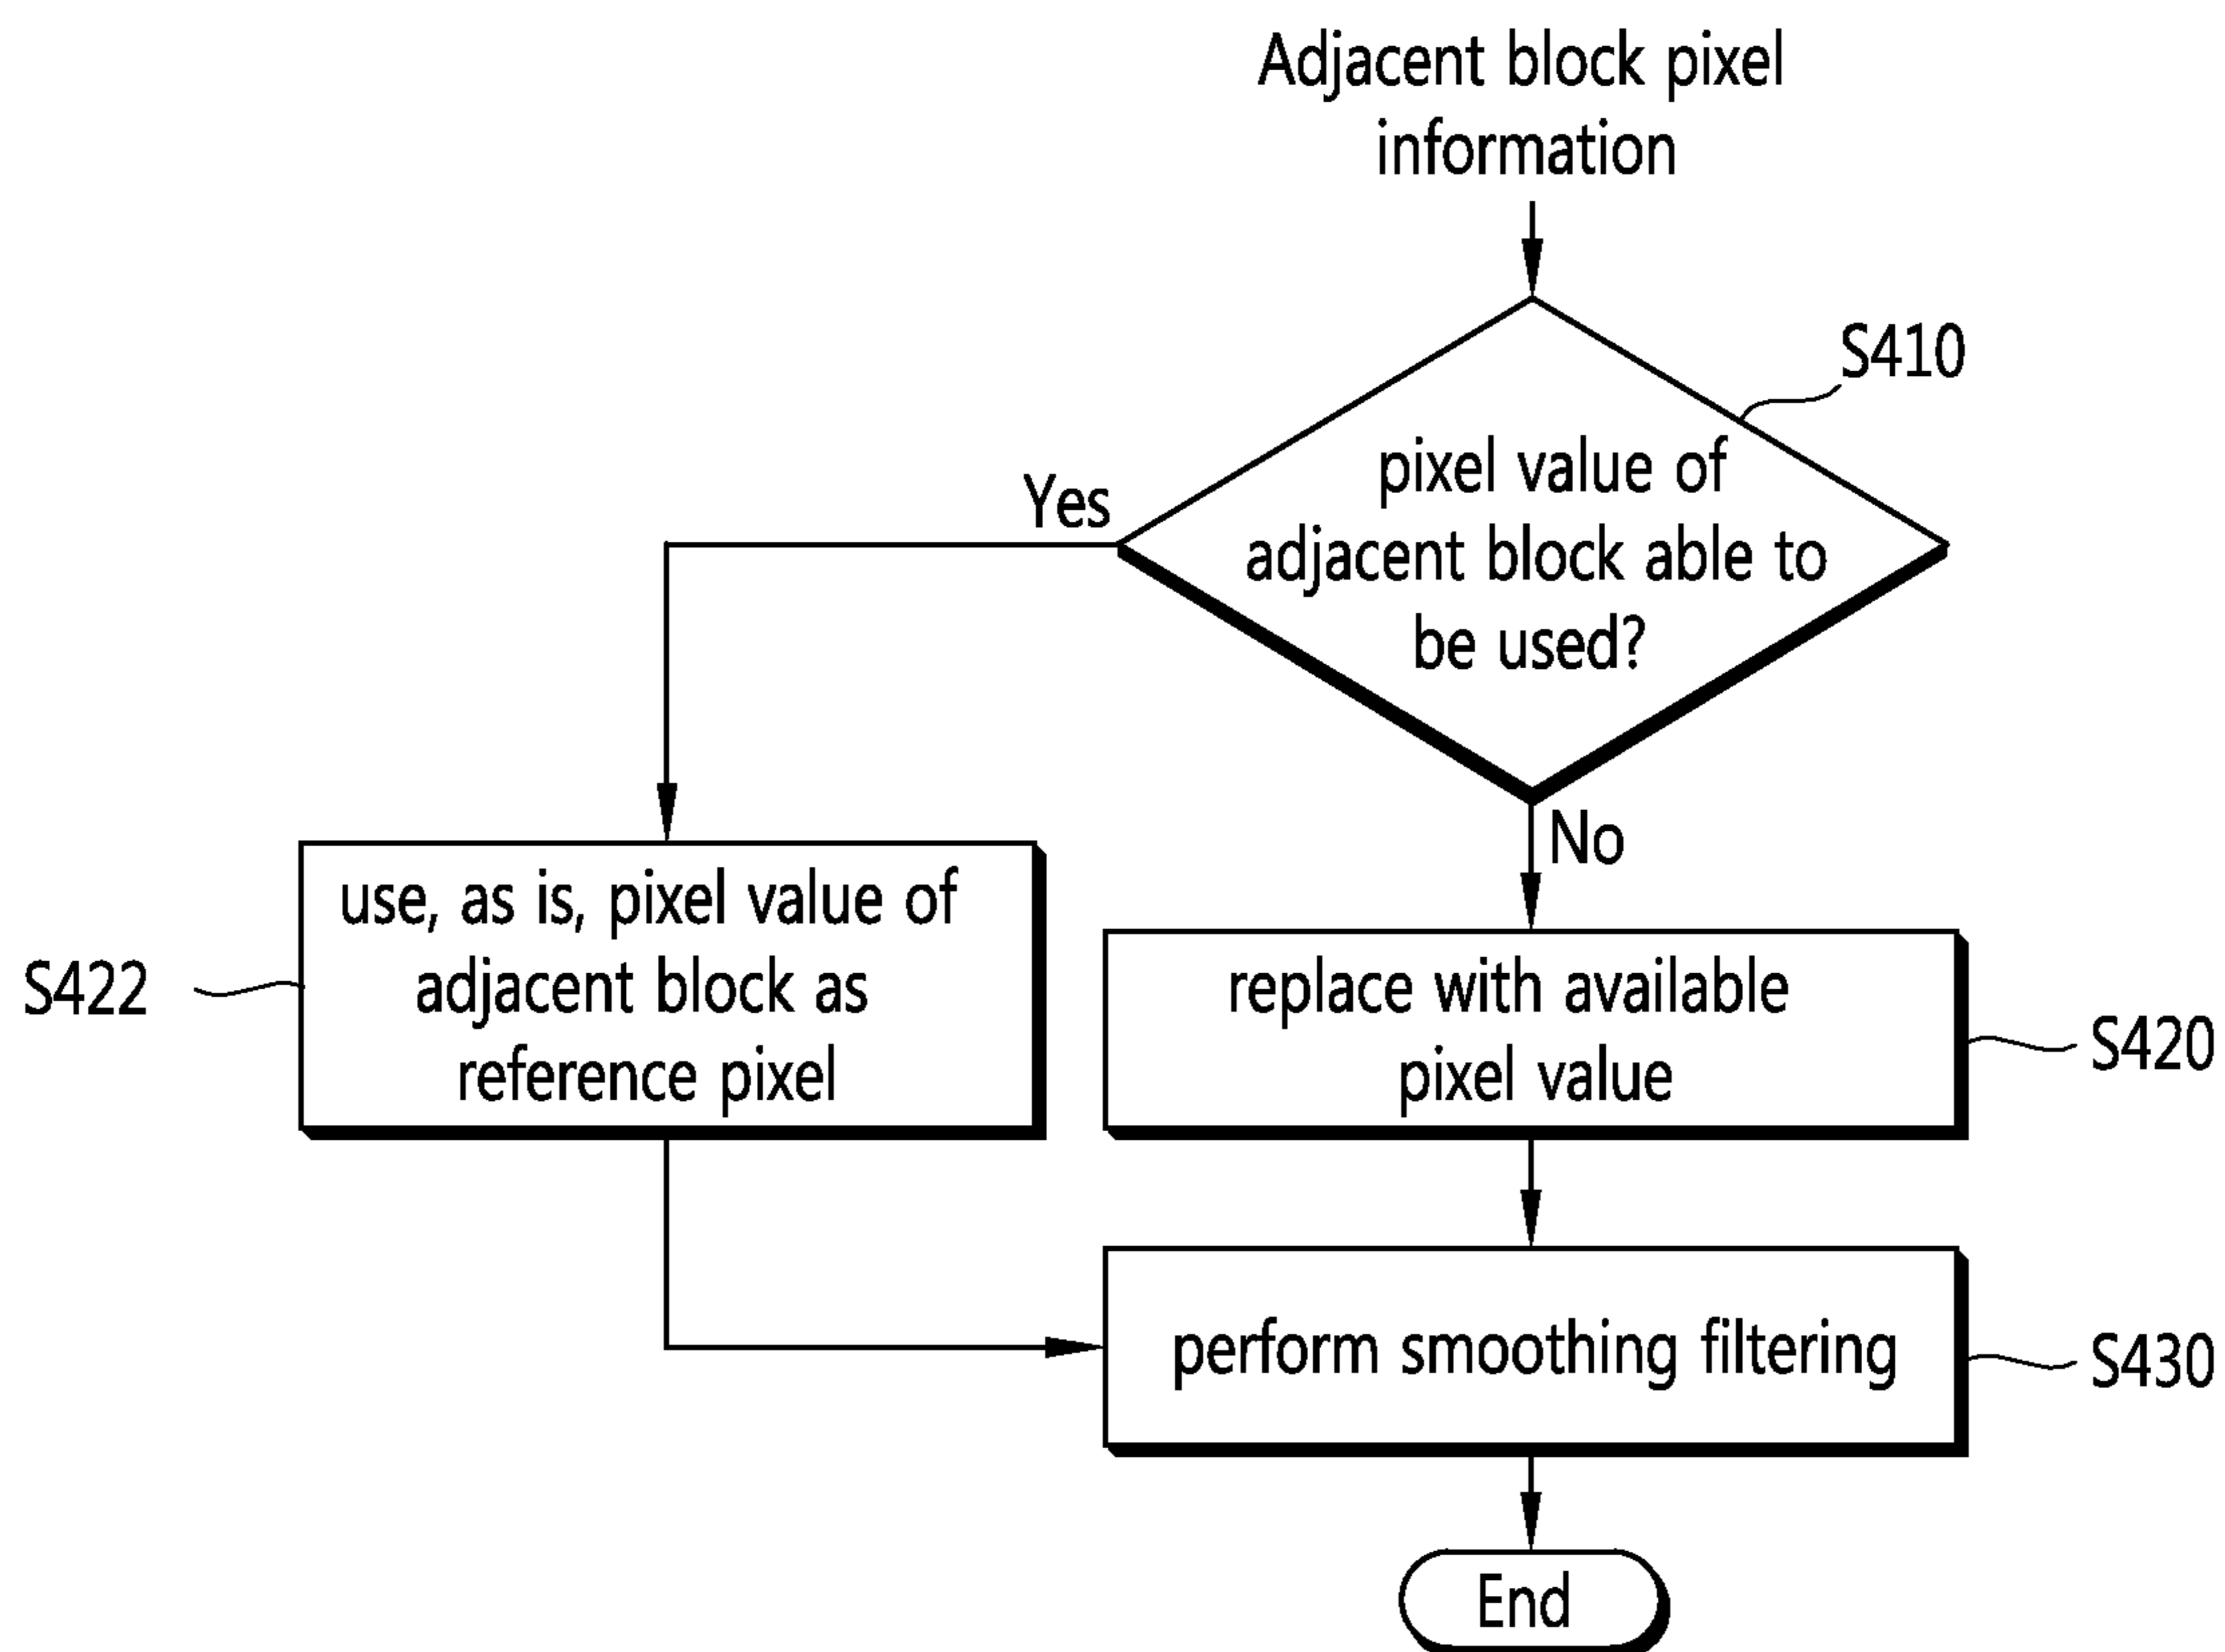 Adjacent block pixel
information
S410
pixel value of
adjacent block able to
be used?
Yes
No
use, as is, pixel value of
adjacent block as
reference pixel
S422
replace with available
pixel value
S420
perform smoothing filtering
S430
End